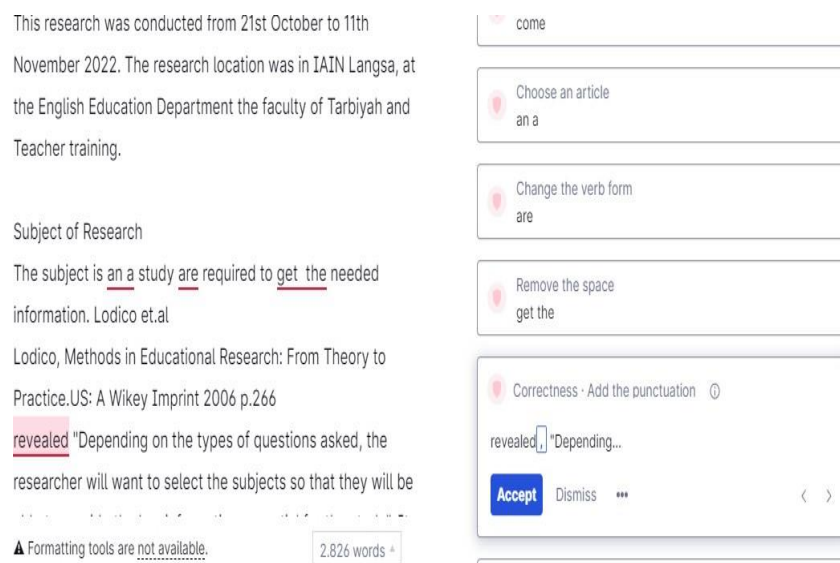 This research was conducted from 21st October to 11th
November 2022. The research location was in IAIN Langsa, at
the English Education Department the faculty of Tarbiyah and
Teacher training.
Subject of Research
The subject is an a study are required to get  the needed
information. Lodico et.al
Lodico, Methods in Educational Research: From Theory to
Practice.US: A Wikey Imprint 2006 p.266
revealed "Depending on the types of questions asked, the
researcher will want to select the subjects so that they will be
Formatting tools are not available.
2.826 words
come
Choose an article
an a
Change the verb form
are
Remove the space
get the
Correctness · Add the punctuation
revealed, "Depending...
Accept Dismiss •••